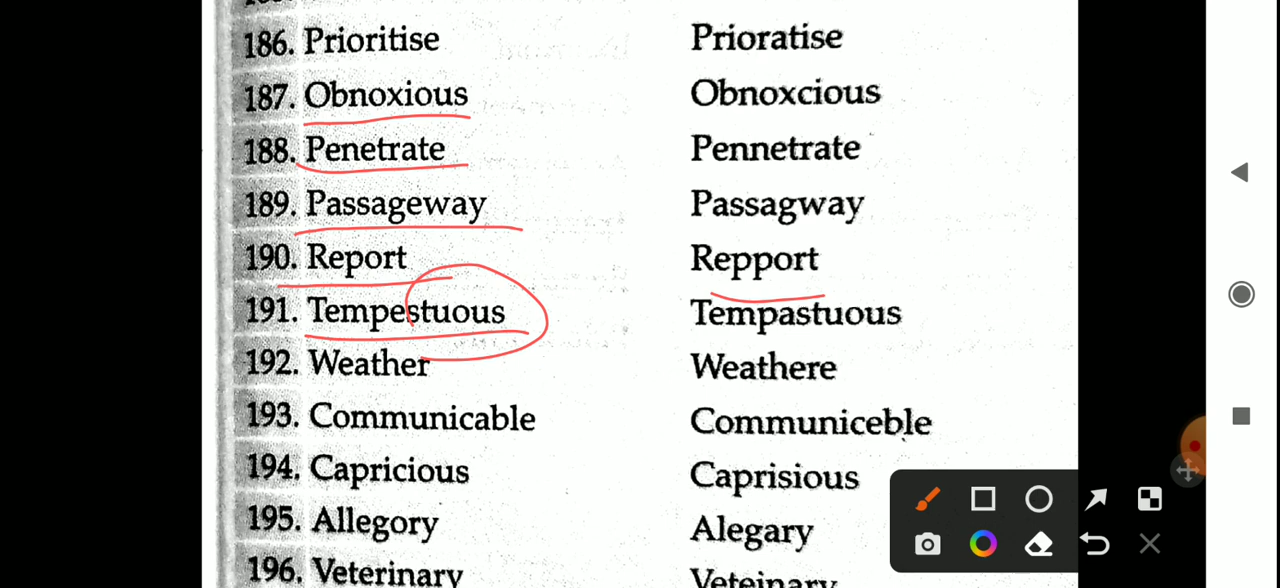 186. Prioritise Prioratise
187. Obnoxious Obnoxcious
188. Penetrate Pennetrate
189. Passageway Passagway
190. Report Repport
191. Tempestuous Tempastuous
192. Weather Weathere
193. Communicable Communiceble
194. Capricious Caprisious
195. Allegory Alegary
196. Veterinary Veteinary